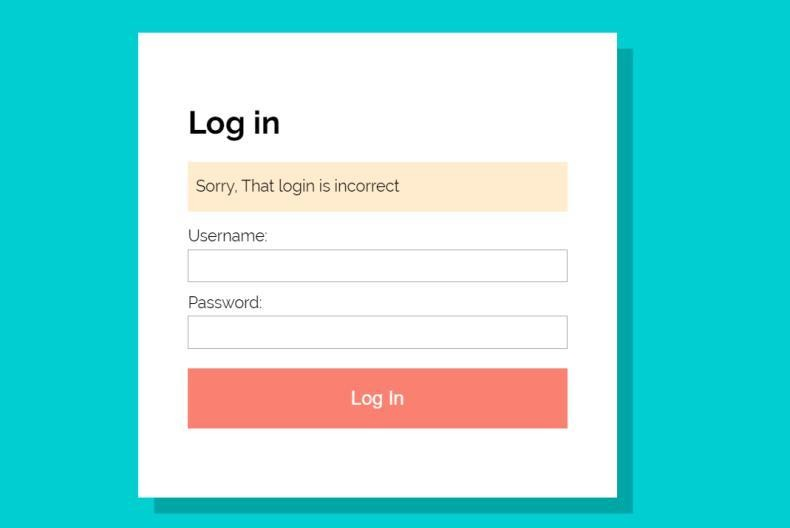 Log in
Sorry, That login is incorrect
Username:
Password:
Log In